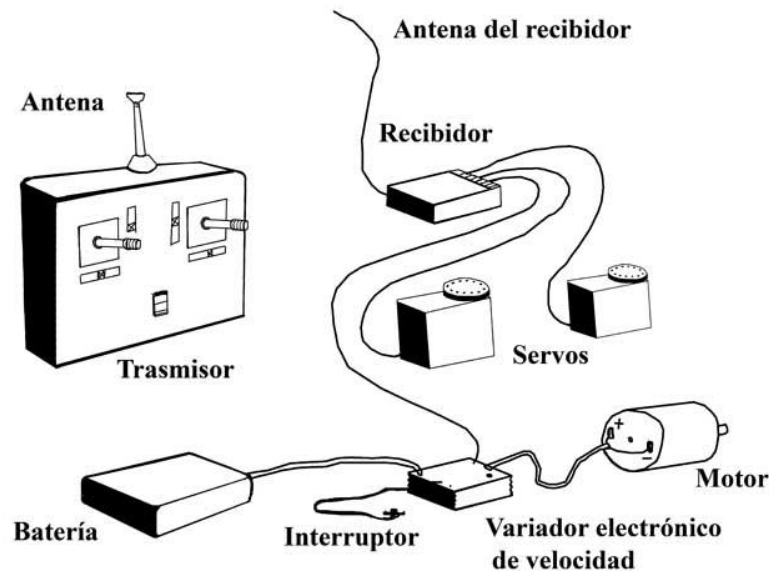 Antena del recibidor
Antena
Recibidor
Trasmisor
Servos
+
−
Motor
Batería
Interruptor
Variador electrónico
de velocidad